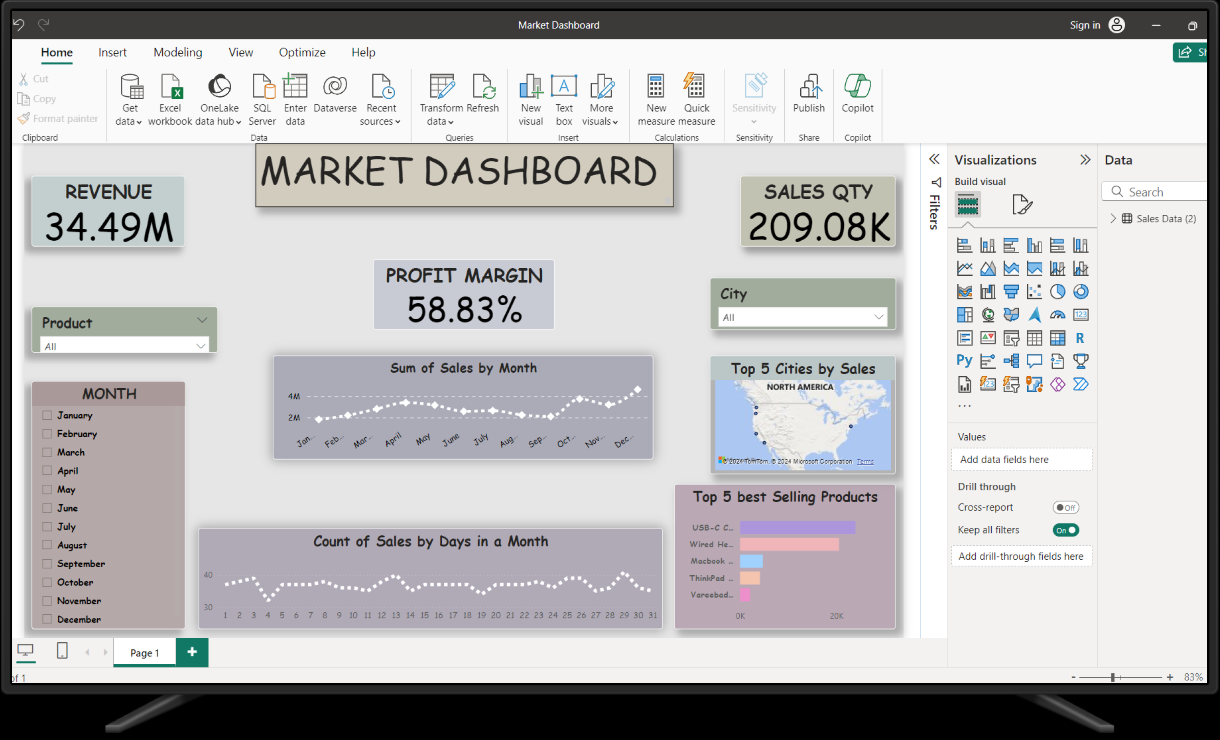 Market Dashboard
Sign in
Home Insert Modeling View Optimize Help
Cut
Copy
Format painter
Clipboard
Get data
Excel workbook
OneLake data hub
SQL Server
Enter data
Dataverse
Recent sources
Data
Transform data
Refresh
Queries
New visual
Text box
More visuals
Insert
New measure
Quick measure
Calculations
Sensitivity
Sensitivity
Publish
Share
Copilot
Copilot
MARKET DASHBOARD
REVENUE
34.49M
SALES QTY
209.08K
PROFIT MARGIN
58.83%
Product
All
City
All
MONTH
January
February
March
April
May
June
July
August
September
October
November
December
Sum of Sales by Month
4M
2M
Jan… Feb… Mar… April May June July Aug… Sep… Oct… Nov… Dec…
Top 5 Cities by Sales
NORTH AMERICA
© 2024 TomTom, © 2024 Microsoft Corporation Terms
Count of Sales by Days in a Month
40
30
1 2 3 4 5 6 7 8 9 10 11 12 13 14 15 16 17 18 19 20 21 22 23 24 25 26 27 28 29 30 31
Top 5 best Selling Products
USB-C C…
Wired He…
Macbook …
ThinkPad …
Vareebad…
0K 20K
Filters
Visualizations
Build visual
123
R
Py
Values
Add data fields here
Drill through
Cross-report
Off
Keep all filters
On
Add drill-through fields here
Data
Search
Sales Data (2)
Page 1
of 1
- + 83%